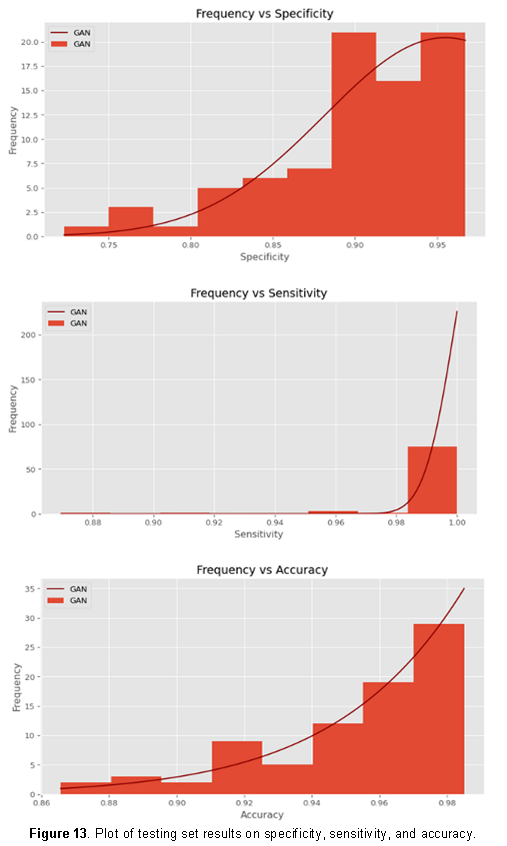 Frequency vs Specificity
GAN
GAN
20.0
17.5
15.0
12.5
10.0
7.5
5.0
2.5
0.0
Frequency
0.75 0.80 0.85 0.90 0.95
Specificity
Frequency vs Sensitivity
GAN
GAN
200
150
100
50
0
Frequency
0.88 0.90 0.92 0.94 0.96 0.98 1.00
Sensitivity
Frequency vs Accuracy
GAN
GAN
35
30
25
20
15
10
5
0
Frequency
0.86 0.88 0.90 0.92 0.94 0.96 0.98
Accuracy
Figure 13. Plot of testing set results on specificity, sensitivity, and accuracy.